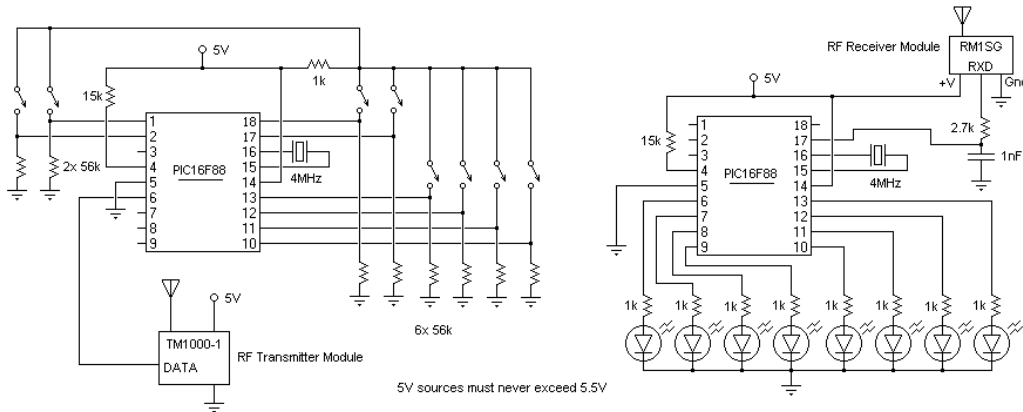 5V
1k
15k
2x 56k
1
2
3
4
5
6
7
8
9
PIC16F88
18
17
16
15
14
13
12
11
10
4MHz
6x 56k
5V
TM1000-1
DATA
RF Transmitter Module
5V sources must never exceed 5.5V
RF Receiver Module
RM1SG
RXD
+V
Gnd
5V
2.7k
1nF
15k
1
2
3
4
5
6
7
8
9
PIC16F88
18
17
16
15
14
13
12
11
10
4MHz
1k
1k
1k
1k
1k
1k
1k
1k